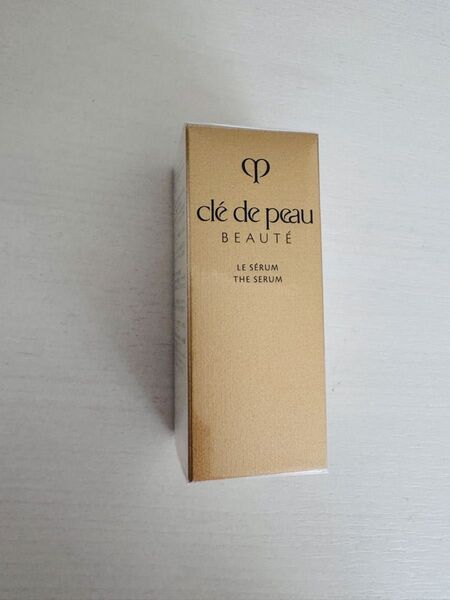 clé de peau
BEAUTÉ
LE SÉRUM
THE SERUM